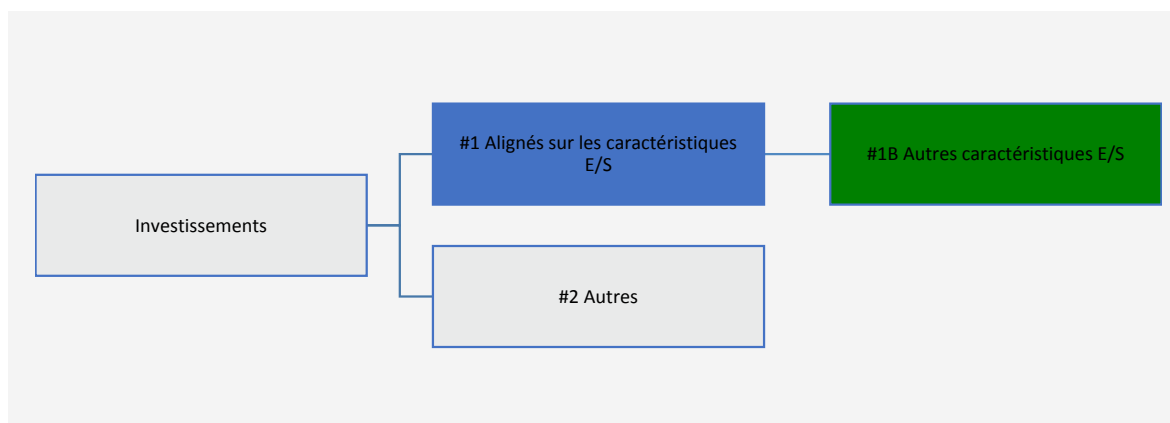 #1 Alignés sur les caractéristiques
E/S
#1B Autres caractéristiques E/S
Investissements
#2 Autres